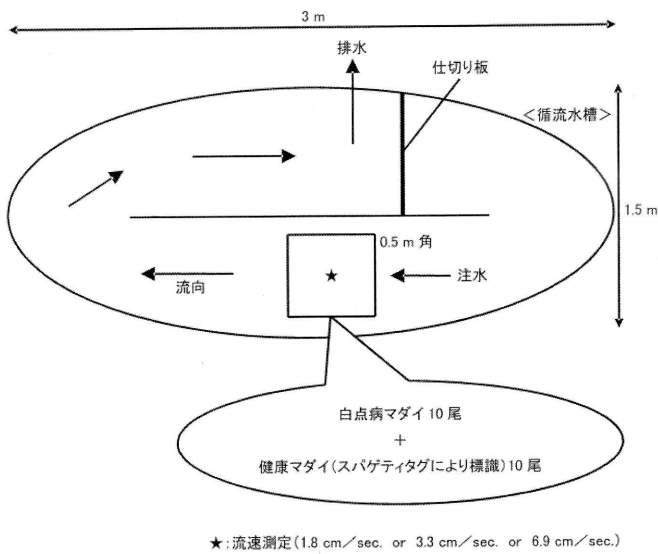 3 m
排水
仕切り板
<循流水槽>
1.5 m
0.5 m 角
流向
注水
白点病マダイ 10 尾
+
健康マダイ(スパゲティタグにより標識)10 尾
★:流速測定(1.8 cm/sec. or 3.3 cm/sec. or 6.9 cm/sec.)